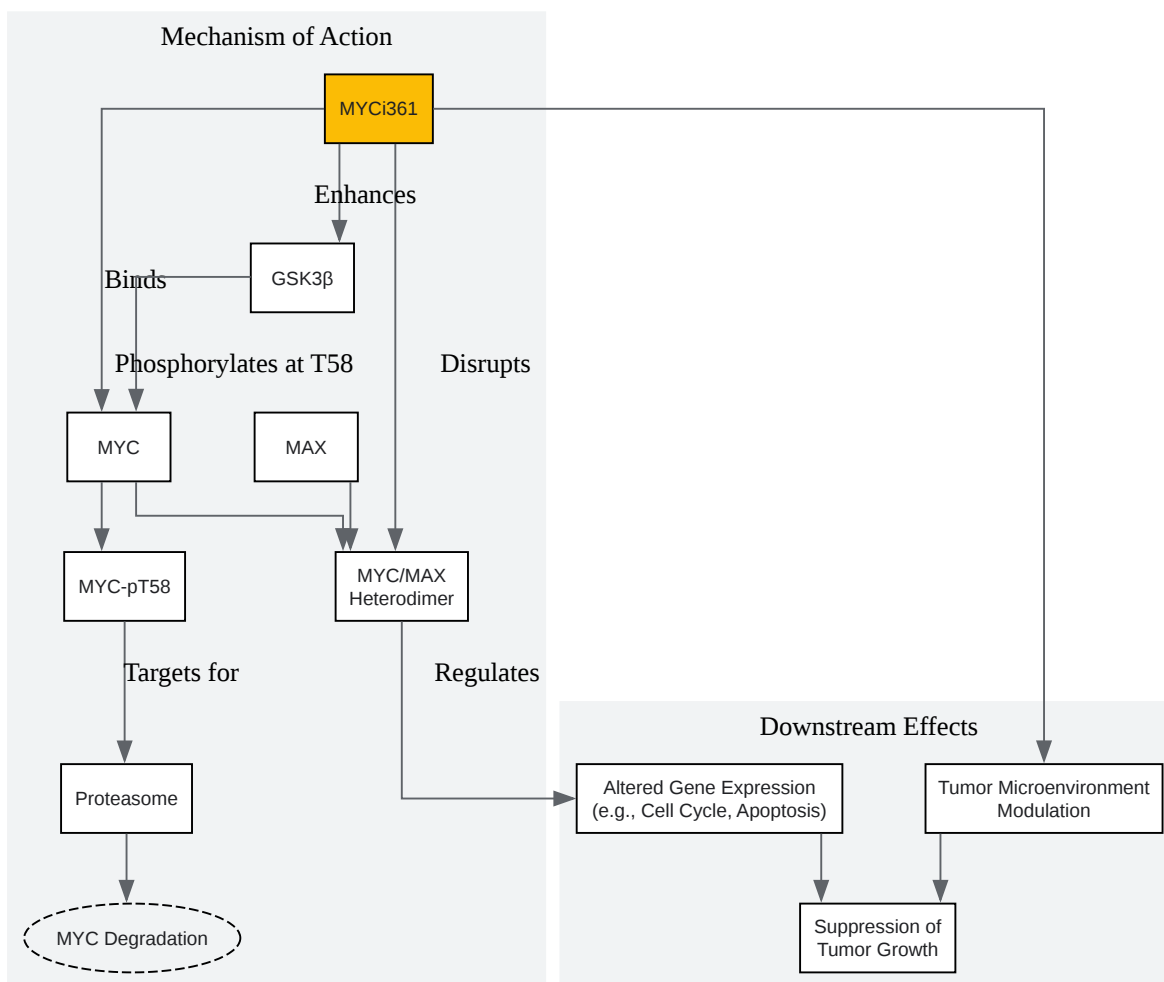 Mechanism of Action
MYCi361
Enhances
Binds
GSK3β
Phosphorylates at T58
Disrupts
MYC
MAX
MYC-pT58
MYC/MAX
Heterodimer
Targets for
Regulates
Downstream Effects
Proteasome
Altered Gene Expression
(e.g., Cell Cycle, Apoptosis)
Tumor Microenvironment
Modulation
MYC Degradation
Suppression of
Tumor Growth